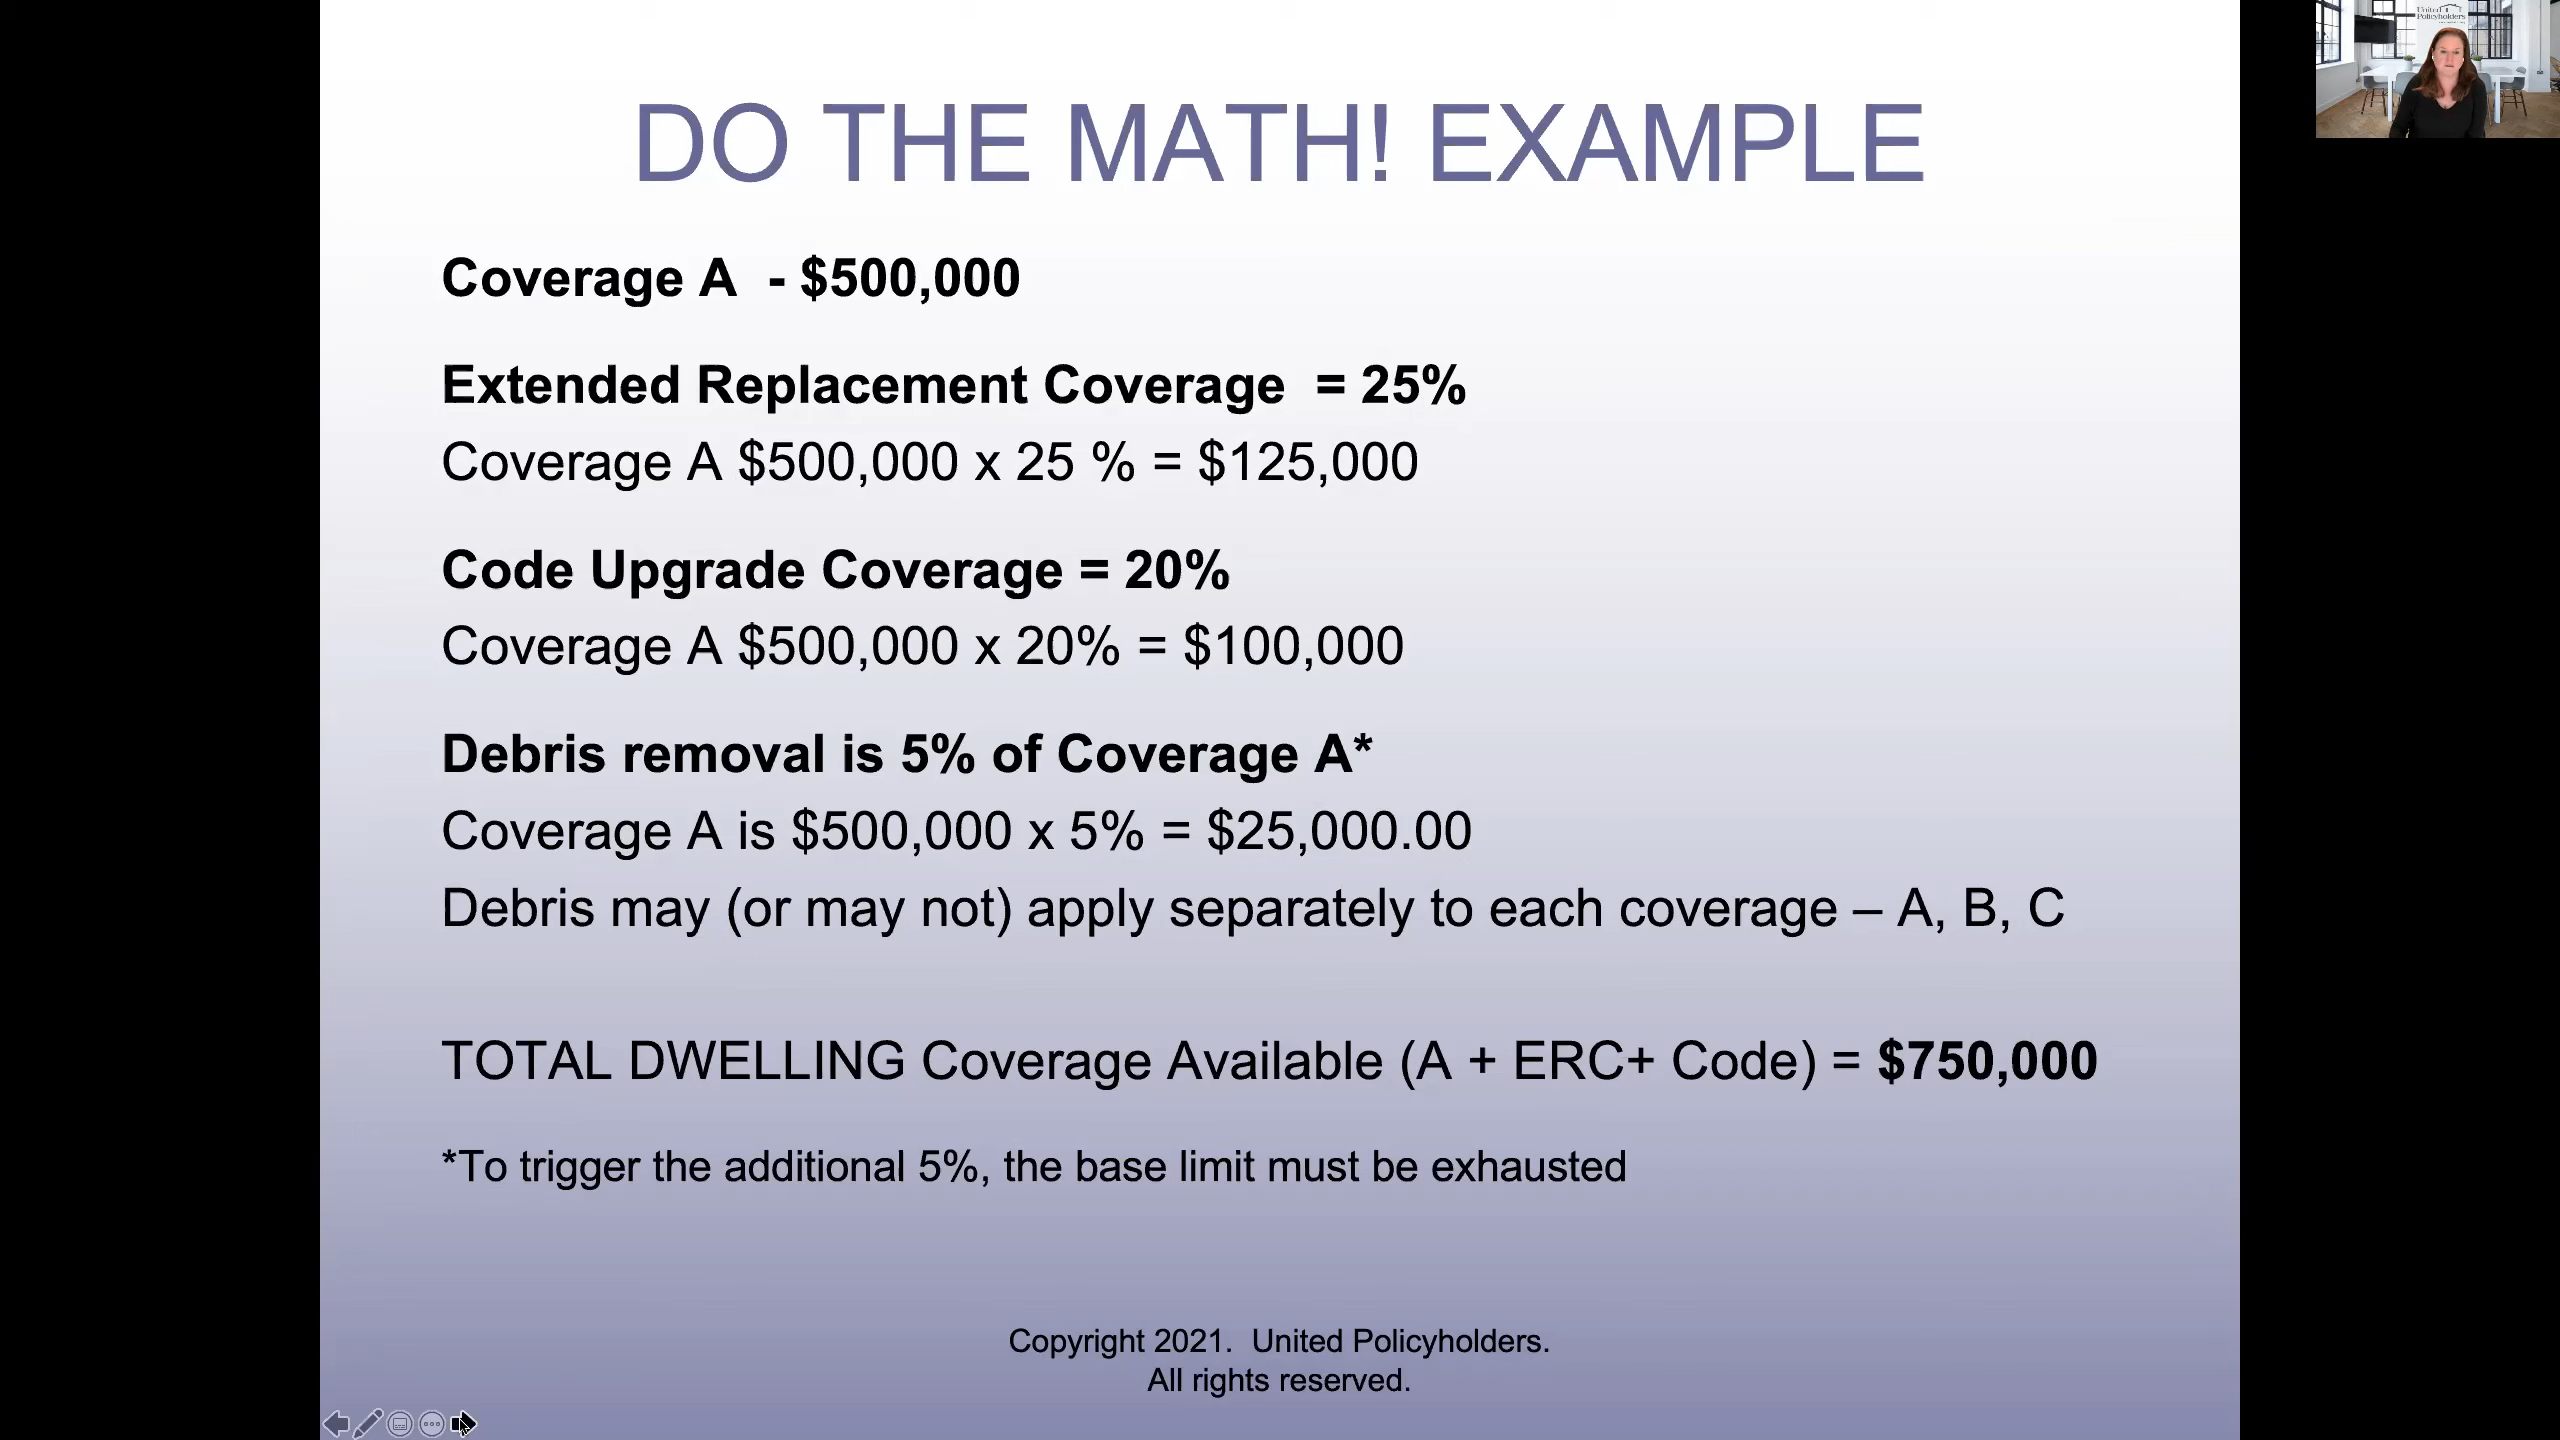 United
Policyholders
DO THE MATH! EXAMPLE
Coverage A  - $500,000
Extended Replacement Coverage  = 25%
Coverage A $500,000 x 25 % = $125,000
Code Upgrade Coverage = 20%
Coverage A $500,000 x 20% = $100,000
Debris removal is 5% of Coverage A*
Coverage A is $500,000 x 5% = $25,000.00
Debris may (or may not) apply separately to each coverage – A, B, C
TOTAL DWELLING Coverage Available (A + ERC+ Code) = $750,000
*To trigger the additional 5%, the base limit must be exhausted
Copyright 2021.  United Policyholders.
All rights reserved.